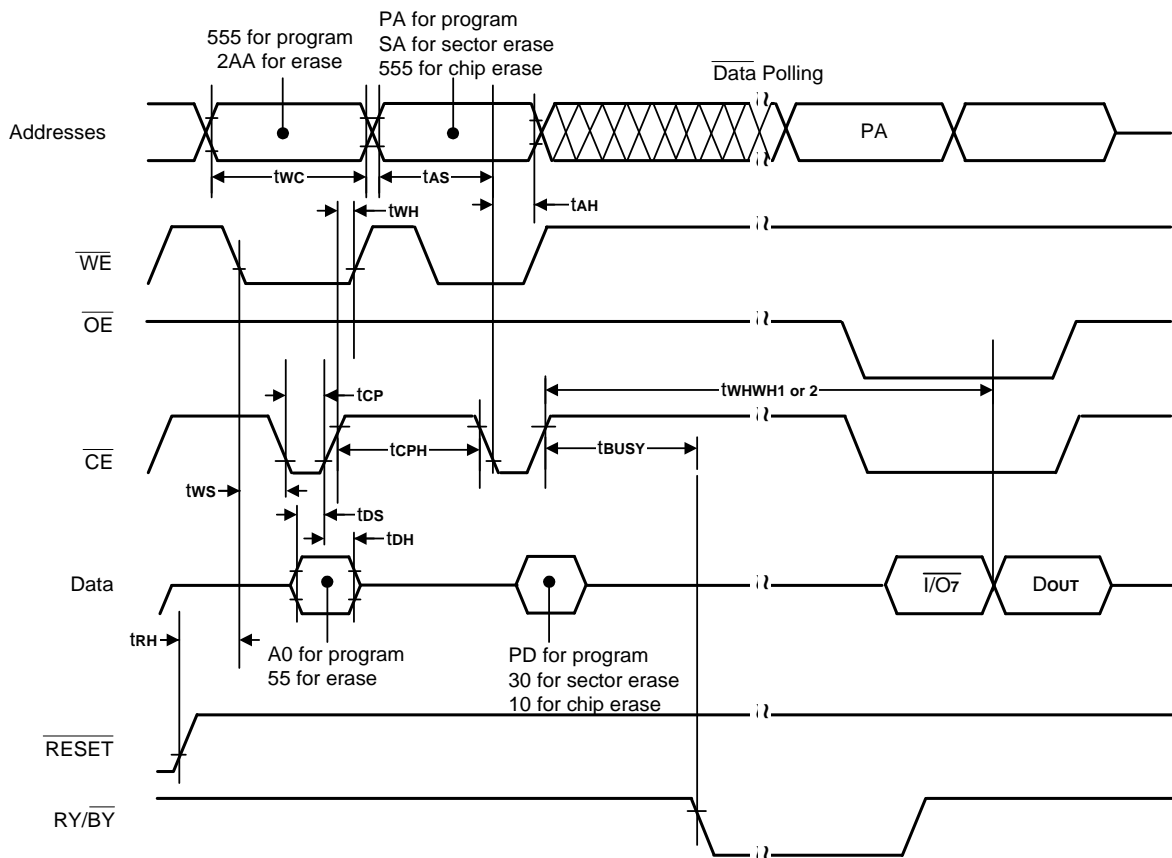 555 for program
2AA for erase
PA for program
SA for sector erase
555 for chip erase
Data Polling
Addresses
PA
tWC
tAS
tWH
tAH
WE
OE
tWHWH1 or 2
tCP
CE
tCPH
tBUSY
tWS
tDS
tDH
Data
I/O7
DOUT
tRH
A0 for program
55 for erase
PD for program
30 for sector erase
10 for chip erase
RESET
RY/BY